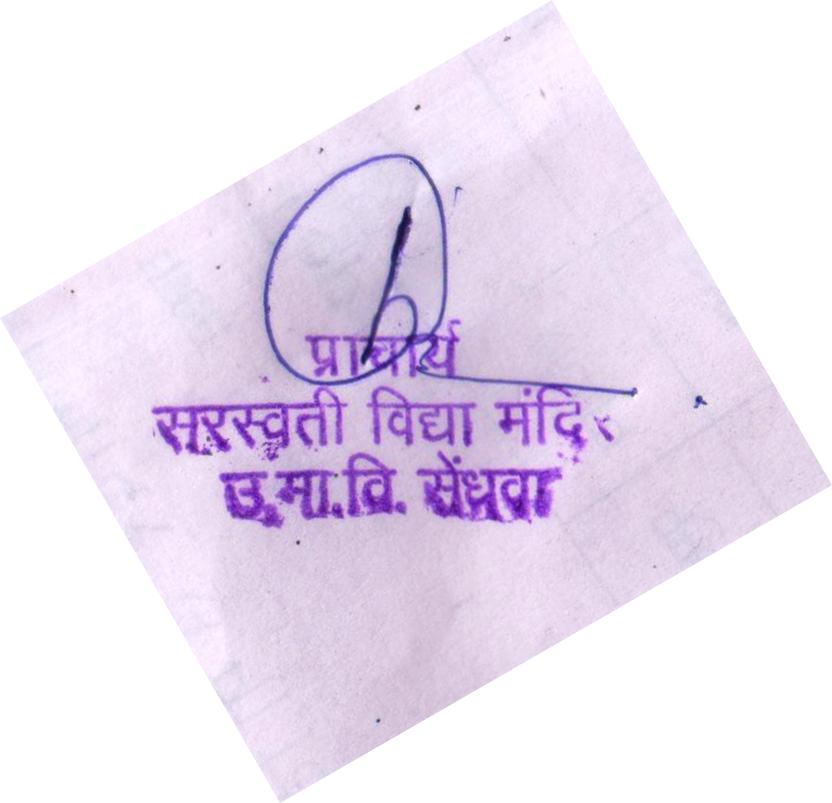 प्राचार्य
सरस्वती विद्या मंदिर
उ.मा.वि. सेंधवा